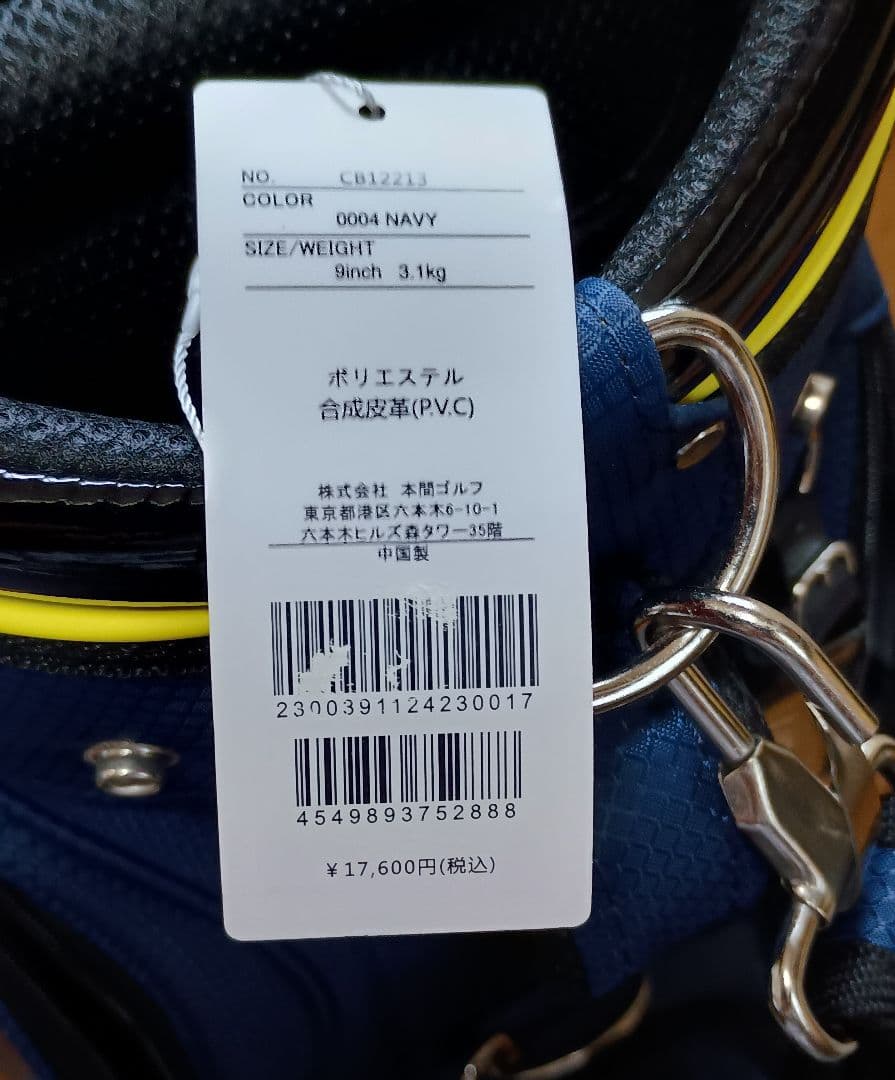 NO. CB12213
COLOR
0004 NAVY
SIZE/WEIGHT
9inch 3.1kg
ポリエステル
合成皮革(P.V.C)
株式会社 本間ゴルフ
東京都港区六本木6-10-1
六本木ヒルズ森タワー35階
中国製
2300391124230017
4549893752888
¥17,600円(税込)